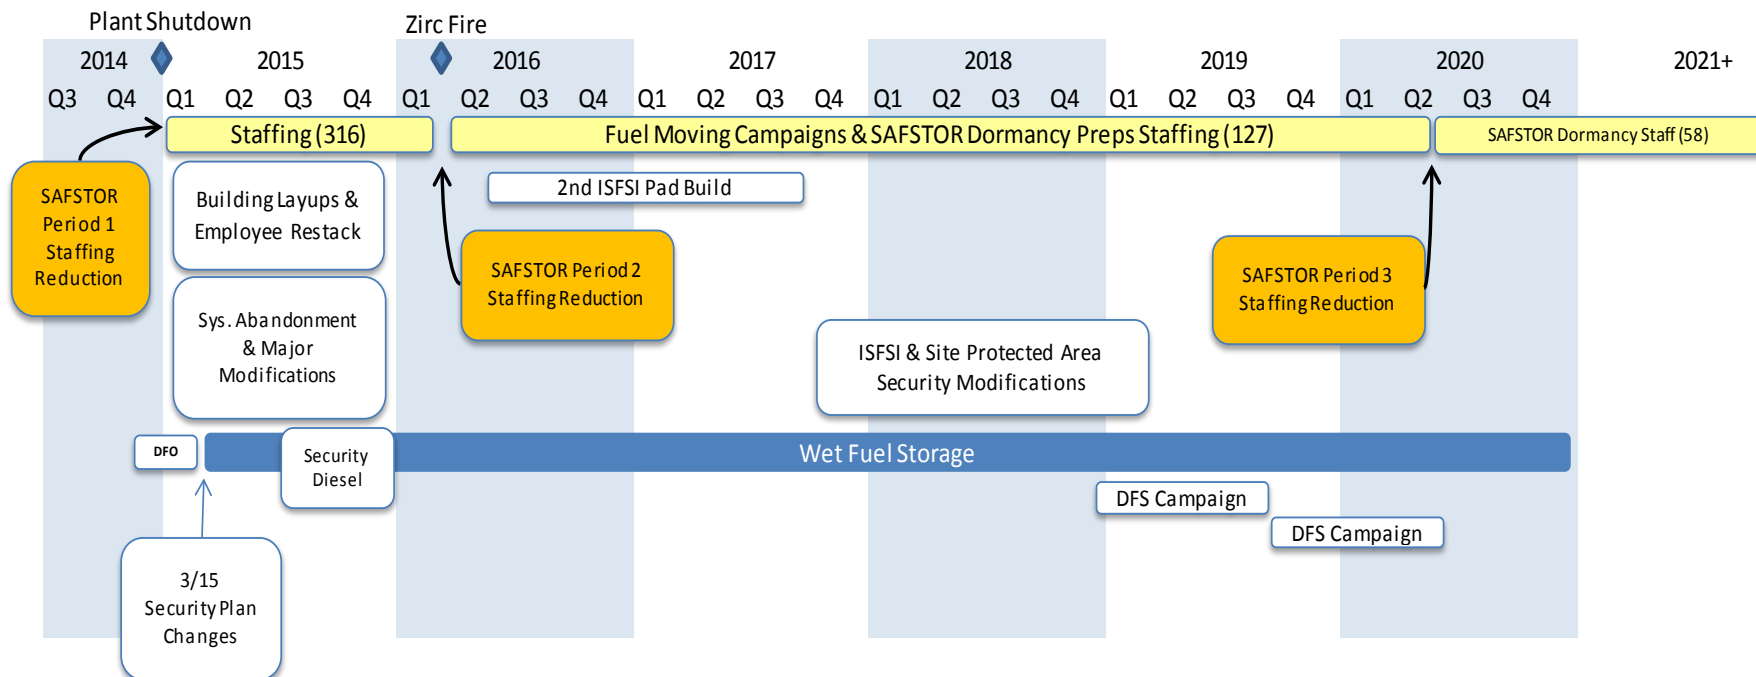 Plant Shutdown
Zirc Fire
2014
2015
2016
2017
2018
2019
2020
2021+
Q3 Q4 Q1 Q2 Q3 Q4 Q1 Q2 Q3 Q4 Q1 Q2 Q3 Q4 Q1 Q2 Q3 Q4 Q1 Q2 Q3 Q4 Q1 Q2 Q3 Q4
Staffing (316)
Fuel Moving Campaigns & SAFSTOR Dormancy Preps Staffing (127)
SAFSTOR Dormancy Staff (58)
SAFSTOR
Period 1
Staffing
Reduction
Building Layups &
Employee Restack
2nd ISFSI Pad Build
SAFSTOR Period 2
Staffing Reduction
SAFSTOR Period 3
Staffing Reduction
Sys. Abandonment
& Major
Modifications
ISFSI & Site Protected Area
Security Modifications
DFO
Security
Diesel
Wet Fuel Storage
DFS Campaign
DFS Campaign
3/15
Security Plan
Changes